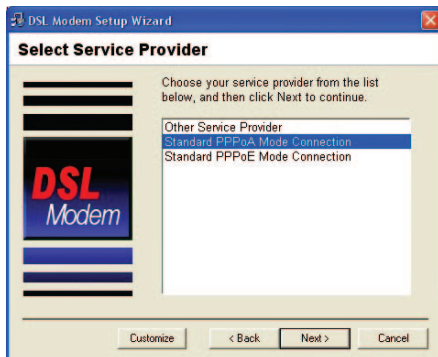 DSL Modem Setup Wizard
Select Service Provider
Choose your service provider from the list
below, and then click Next to continue.
Other Service Provider
Standard PPPoA Mode Connection
Standard PPPoE Mode Connection
DSL
Modem
Customize
< Back
Next >
Cancel